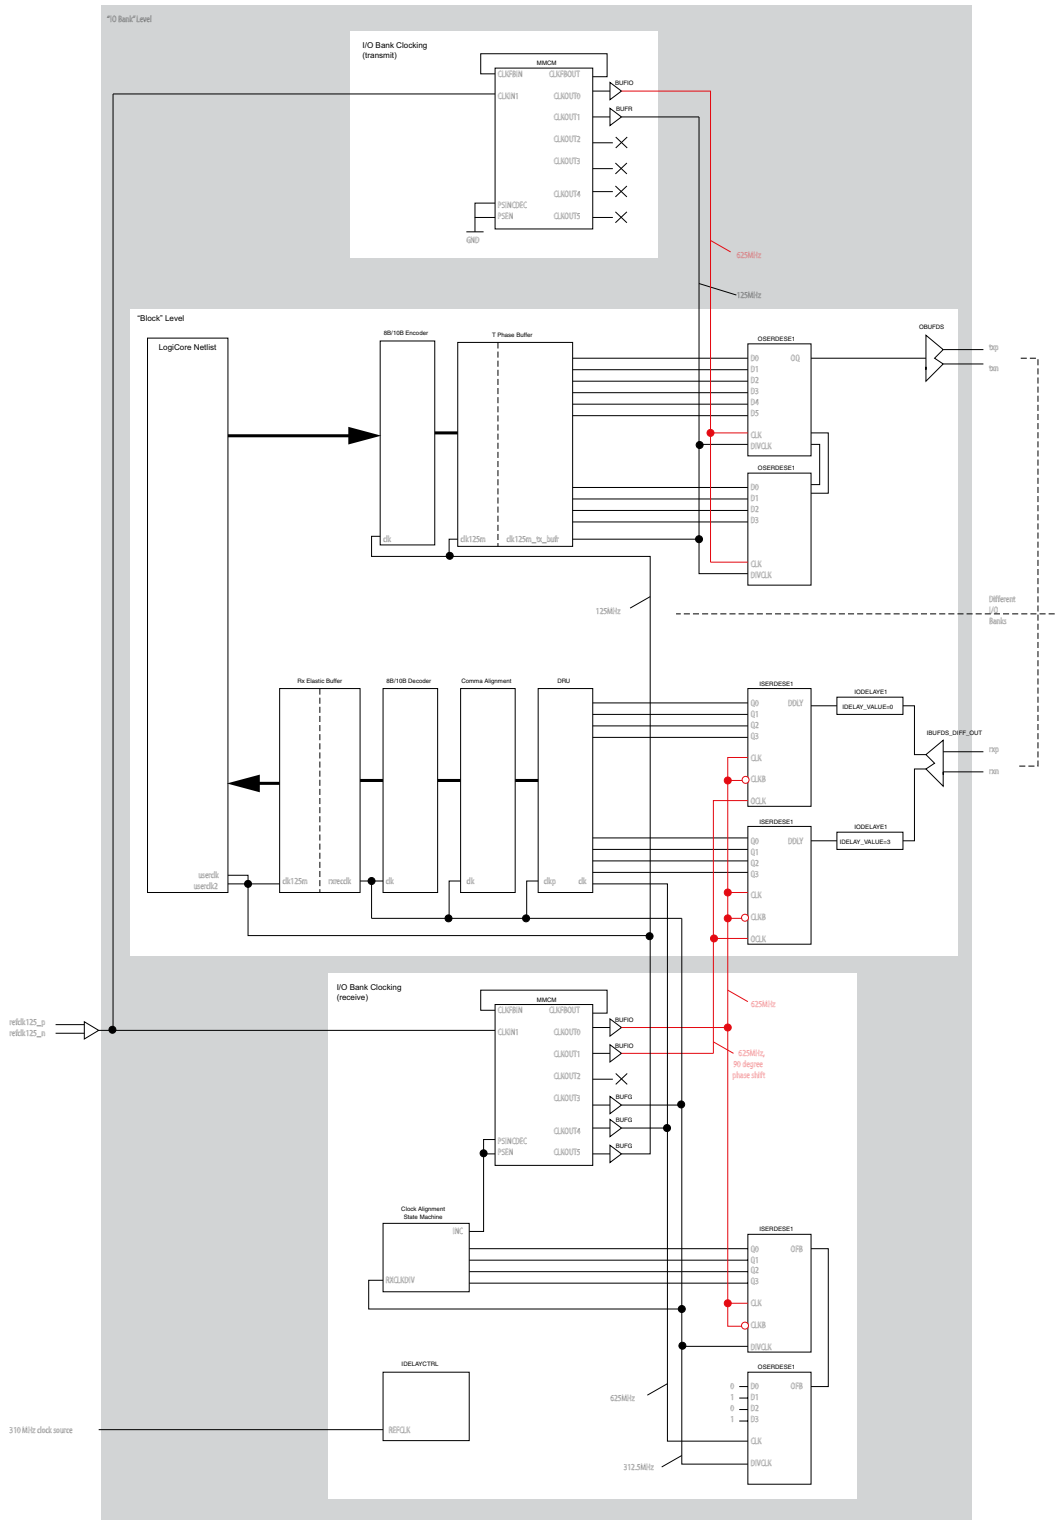 "IO Bank" Level
I/O Bank Clocking
(transmit)
MMCM
CLKFBIN
CLKFBOUT
CLKIN1
CLKOUT0
BUFIO
CLKOUT1
BUFR
CLKOUT2
CLKOUT3
CLKOUT4
CLKOUT5
PSINCDEC
PSEN
GND
625MHz
125MHz
"Block" Level
LogiCore Netlist
8B/10B Encoder
T Phase Buffer
OSERDESE1
OBUFDS
D0
OQ
D1
D2
D3
D4
D5
CLK
DIVCLK
txp
txn
OSERDESE1
D0
D1
D2
D3
CLK
DIVCLK
clk
clk125m
clk125m_tx_bufr
125MHz
Different
I/O
Banks
Rx Elastic Buffer
8B/10B Decoder
Comma Alignment
DRU
ISERDESE1
IODELAYE1
Q0
DDLY
IDELAY_VALUE=0
Q1
Q2
Q3
CLK
CLKB
OCLK
IBUFDS_DIFF_OUT
rxp
rxn
ISERDESE1
IODELAYE1
Q0
DDLY
IDELAY_VALUE=3
Q1
Q2
Q3
CLK
CLKB
OCLK
userclk
userclk2
clk125m
rxrecclk
clk
clk
clkp
clk
I/O Bank Clocking
(receive)
MMCM
CLKFBIN
CLKFBOUT
refclk125_p
refclk125_n
CLKIN1
CLKOUT0
BUFIO
CLKOUT1
BUFIO
CLKOUT2
CLKOUT3
BUFG
CLKOUT4
BUFG
CLKOUT5
BUFG
PSINCDEC
PSEN
625MHz
625MHz,
90 degree
phase shift
Clock Alignment
State Machine
INC
RXCLKDIV
ISERDESE1
Q0
OFB
Q1
Q2
Q3
CLK
CLKB
DIVCLK
IDELAYCTRL
REFCLK
310 MHz clock source
625MHz
312.5MHz
OSERDESE1
0 D0
OFB
1 D1
0 D2
1 D3
CLK
DIVCLK